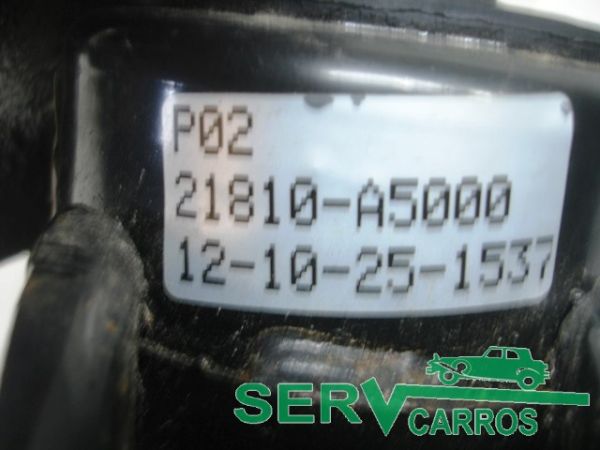 P02
21810-A5000
12-10-25-1537
SERV
CARROS